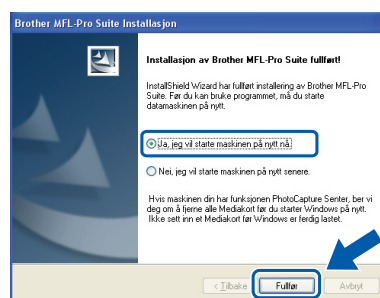 Brother MFL-Pro Suite Installasjon
Installasjon av Brother MFL-Pro Suite fullført!
InstallShield Wizard har fullført installering av Brother MFL-Pro
Suite. Før du kan bruke programmet, må du starte
datamaskinen på nytt.
Ja, jeg vil starte maskinen på nytt nå.
Nei, jeg vil starte maskinen på nytt senere.
Hvis maskinen din har funksjonen PhotoCapture Senter, ber vi
deg om å fjerne alle Mediakort før du starter Windows på nytt.
Ikke sett inn et Mediakort før Windows er ferdig lastet.
< Tilbake Fullfør Avbryt